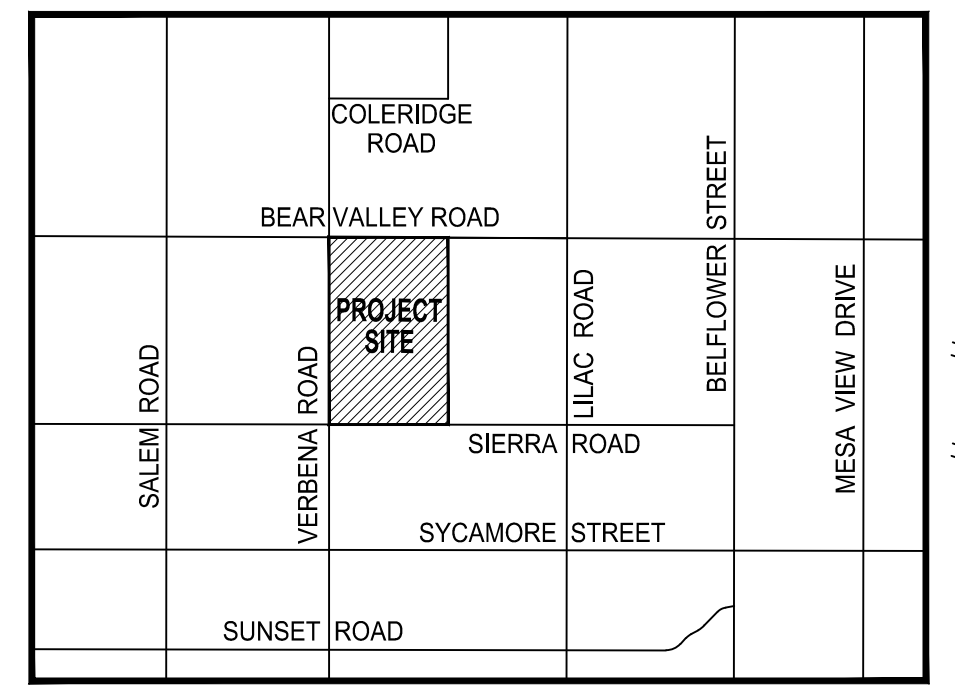 COLERIDGE
ROAD
BEAR VALLEY ROAD
BELFLOWER STREET
PROJECT
SITE
LILAC ROAD
MESA VIEW DRIVE
SALEM ROAD
VERBENA ROAD
SIERRA ROAD
SYCAMORE STREET
SUNSET ROAD